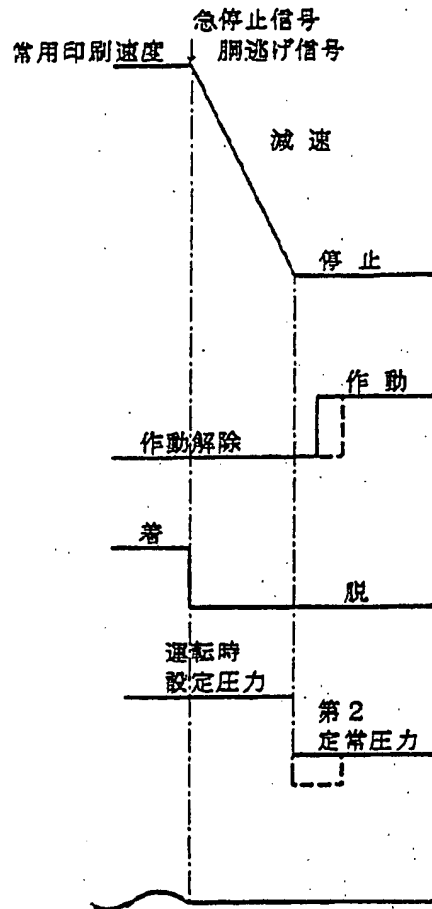 急停止信号
常用印刷速度
胴逃げ信号
減速
停止
作動
作動解除
着
脱
運転時
設定圧力
第2
定常圧力